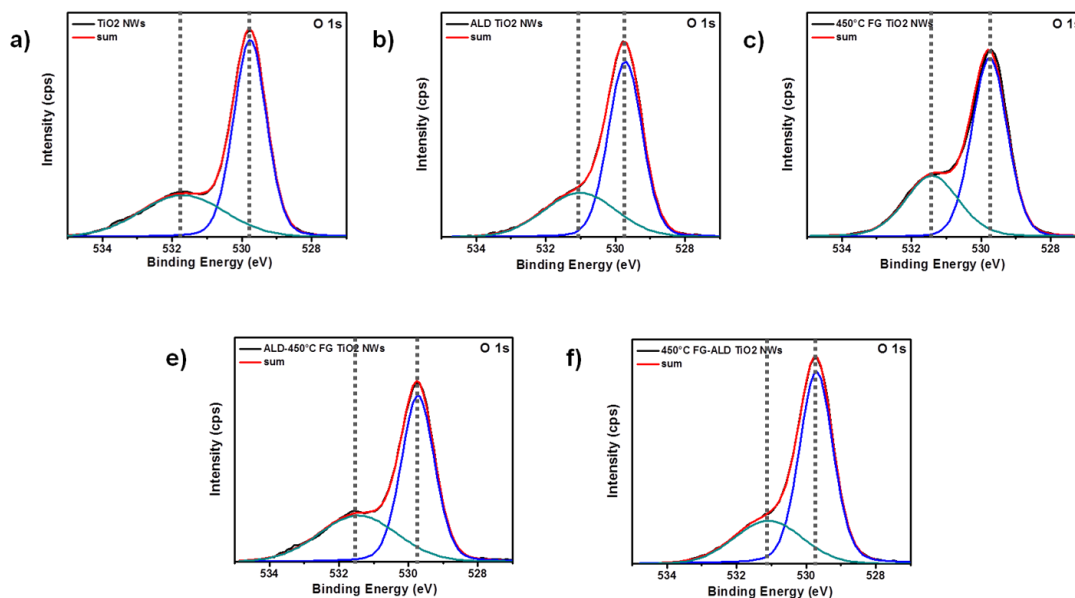 a)
TiO2 NWs
sum
O 1s
Intensity (cps)
534 532 530 528
Binding Energy (eV)
b)
ALD TiO2 NWs
sum
O 1s
Intensity (cps)
534 532 530 528
Binding Energy (eV)
c)
450°C FG TiO2 NWs
sum
O 1s
Intensity (cps)
534 532 530 528
Binding Energy (eV)
e)
ALD-450°C FG TiO2 NWs
sum
O 1s
Intensity (cps)
534 532 530 528
Binding Energy (eV)
f)
450°C FG-ALD TiO2 NWs
sum
O 1s
Intensity (cps)
534 532 530 528
Binding Energy (eV)